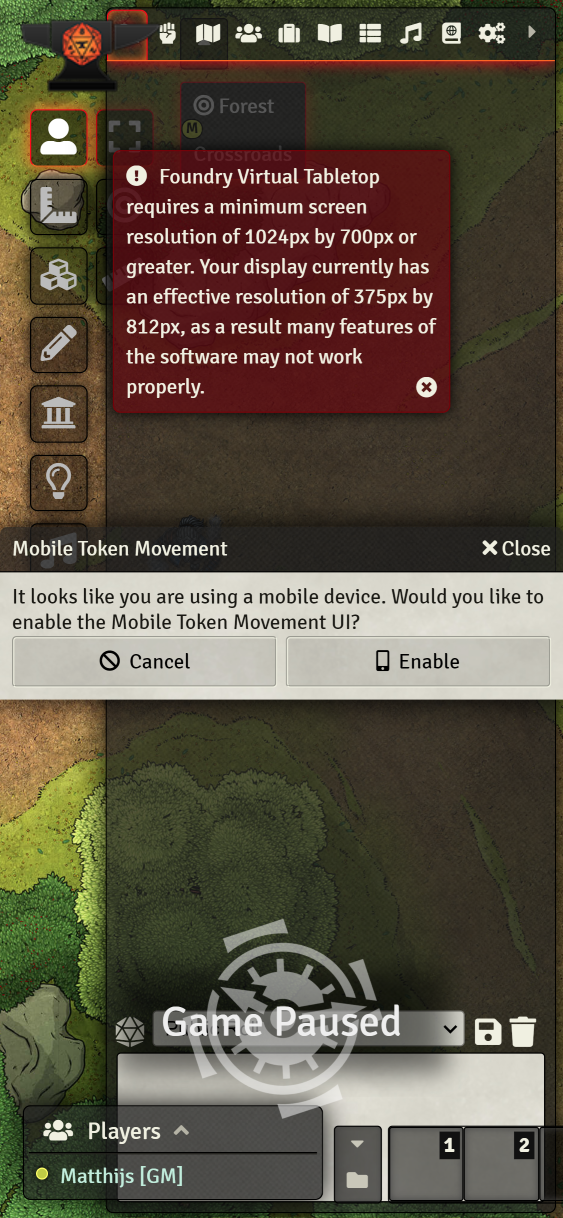 Forest
M
Crossroads
Foundry Virtual Tabletop
requires a minimum screen
resolution of 1024px by 700px or
greater. Your display currently has
an effective resolution of 375px by
812px, as a result many features of
the software may not work
properly.
Mobile Token Movement
Close
It looks like you are using a mobile device. Would you like to
enable the Mobile Token Movement UI?
Cancel
Enable
Game Paused
Players
Matthijs [GM]
1
2